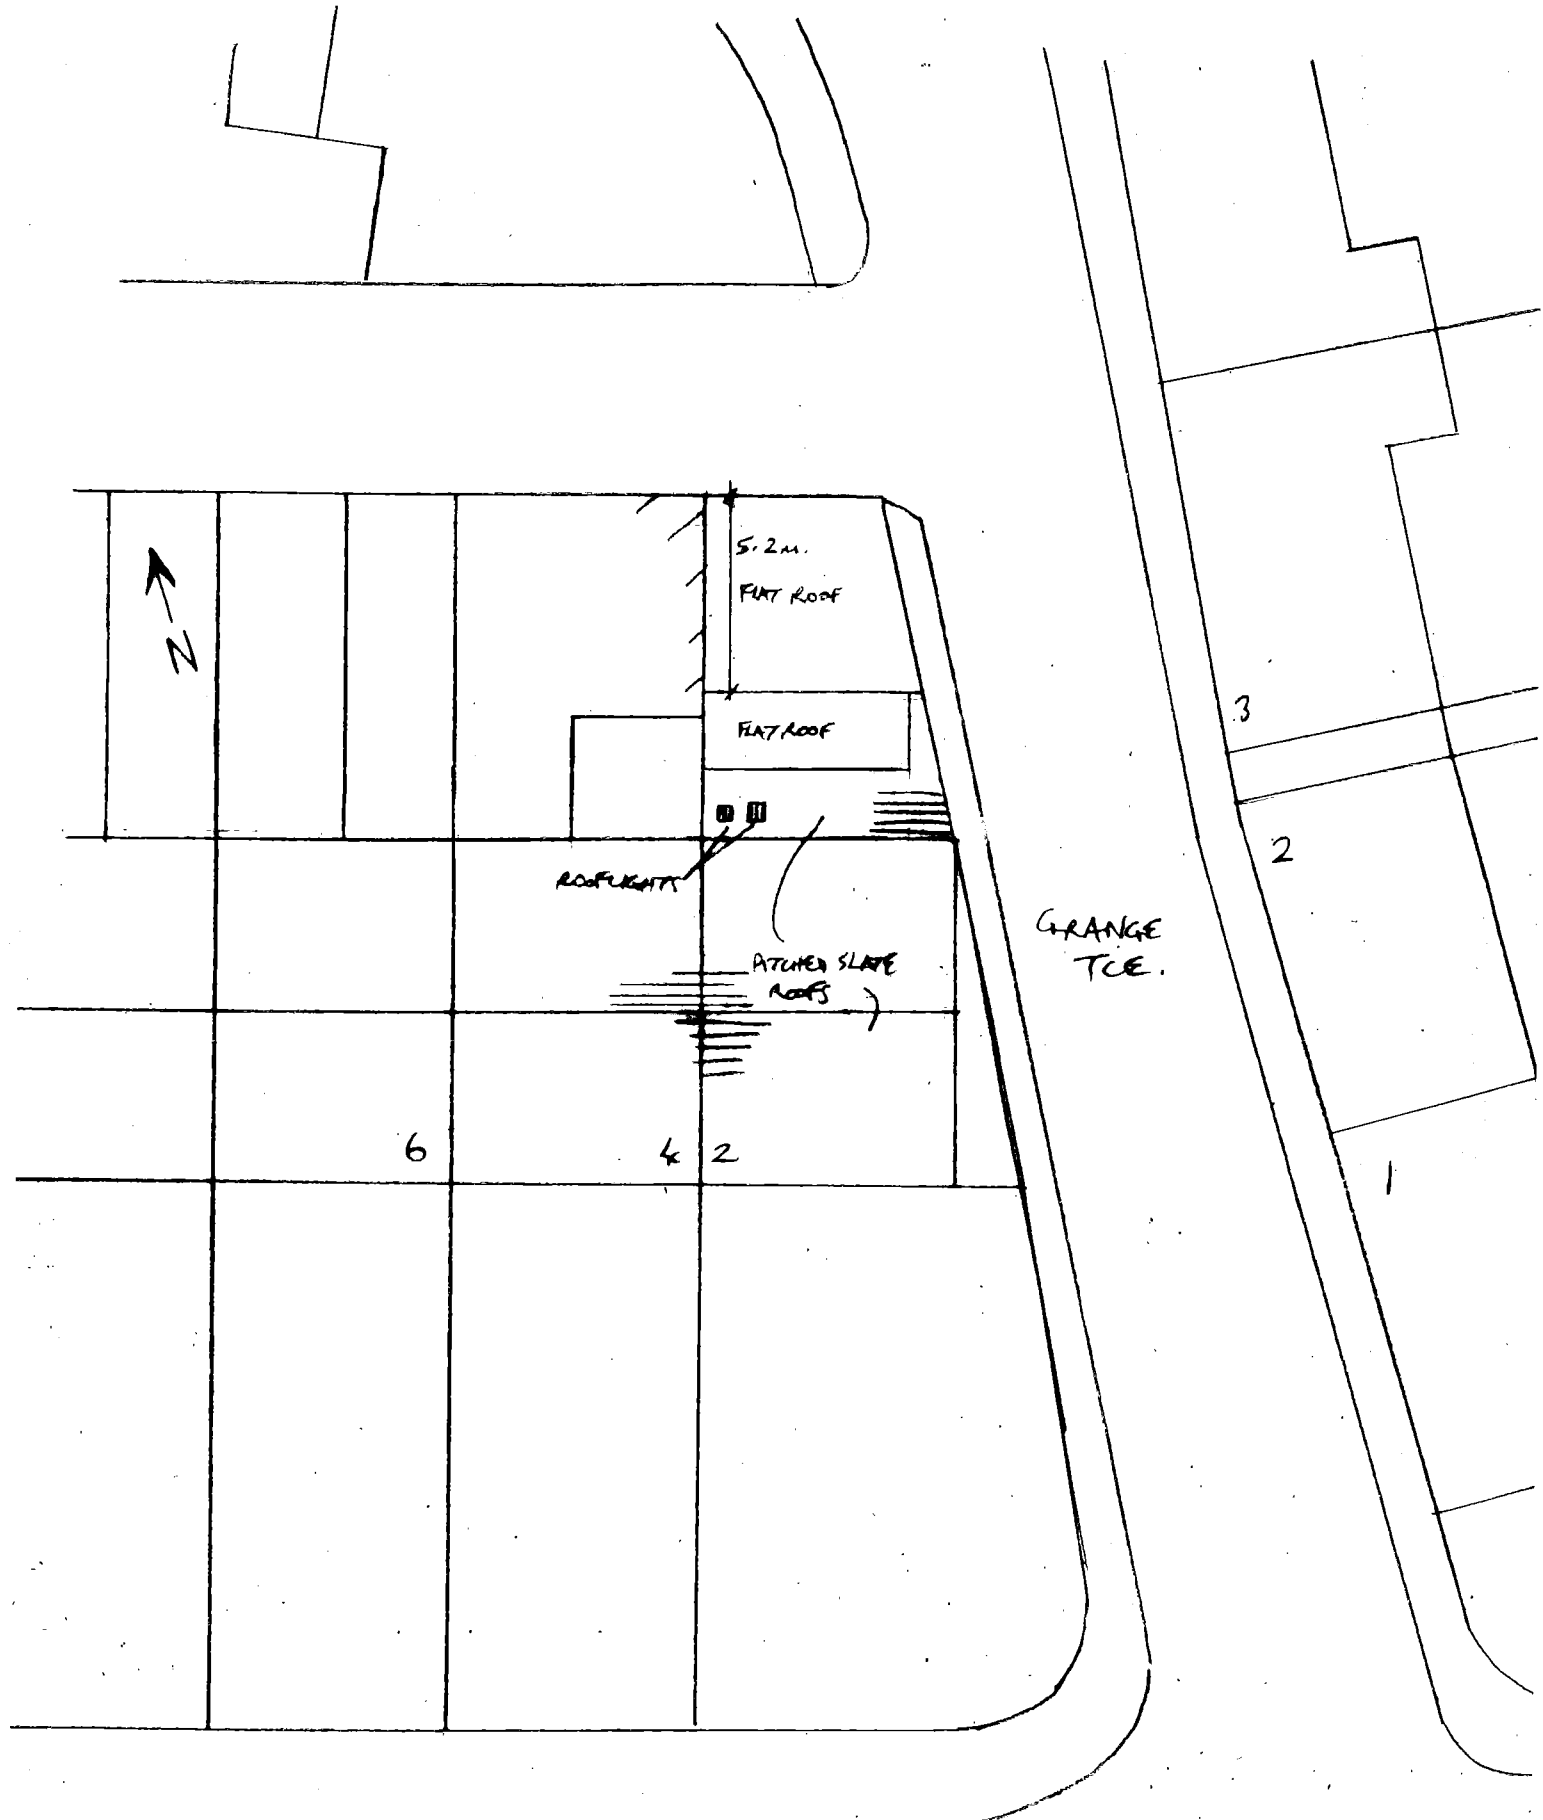 5.2M.
FLAT ROOF
N
FLAT ROOF
3
2
ROOFLIGHTS
GRANGE
TCE.
PITCHED SLATE
ROOFS
6
4
2
1